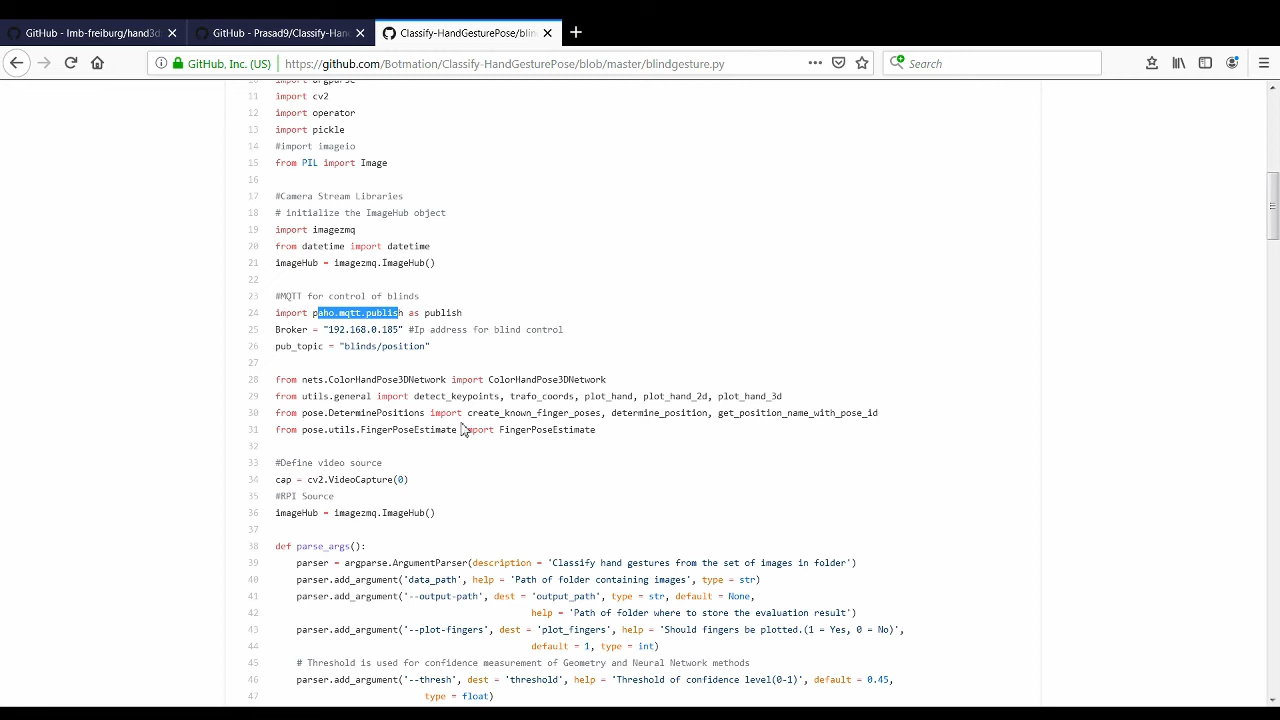 GitHub - lmb-freiburg/hand3d
GitHub - Prasad9/Classify-Han
Classify-HandGesturePose/blin
GitHub, Inc. (US)
https://github.com/Botmation/Classify-HandGesturePose/blob/master/blindgesture.py
Search
10 import argparse
11 import cv2
12 import operator
13 import pickle
14 #import imageio
15 from PIL import Image
16
17 #Camera Stream Libraries
18 # initialize the ImageHub object
19 import imagezmq
20 from datetime import datetime
21 imageHub = imagezmq.ImageHub()
22
23 #MQTT for control of blinds
24 import paho.mqtt.publish as publish
25 Broker = "192.168.0.185" #Ip address for blind control
26 pub_topic = "blinds/position"
27
28 from nets.ColorHandPose3DNetwork import ColorHandPose3DNetwork
29 from utils.general import detect_keypoints, trafo_coords, plot_hand, plot_hand_2d, plot_hand_3d
30 from pose.DeterminePositions import create_known_finger_poses, determine_position, get_position_name_with_pose_id
31 from pose.utils.FingerPoseEstimate import FingerPoseEstimate
32
33 #Define video source
34 cap = cv2.VideoCapture(0)
35 #RPI Source
36 imageHub = imagezmq.ImageHub()
37
38 def parse_args():
39 parser = argparse.ArgumentParser(description = 'Classify hand gestures from the set of images in folder')
40 parser.add_argument('data_path', help = 'Path of folder containing images', type = str)
41 parser.add_argument('--output-path', dest = 'output_path', type = str, default = None,
42 help = 'Path of folder where to store the evaluation result')
43 parser.add_argument('--plot-fingers', dest = 'plot_fingers', help = 'Should fingers be plotted.(1 = Yes, 0 = No)',
44 default = 1, type = int)
45 # Threshold is used for confidence measurement of Geometry and Neural Network methods
46 parser.add_argument('--thresh', dest = 'threshold', help = 'Threshold of confidence level(0-1)', default = 0.45,
47 type = float)